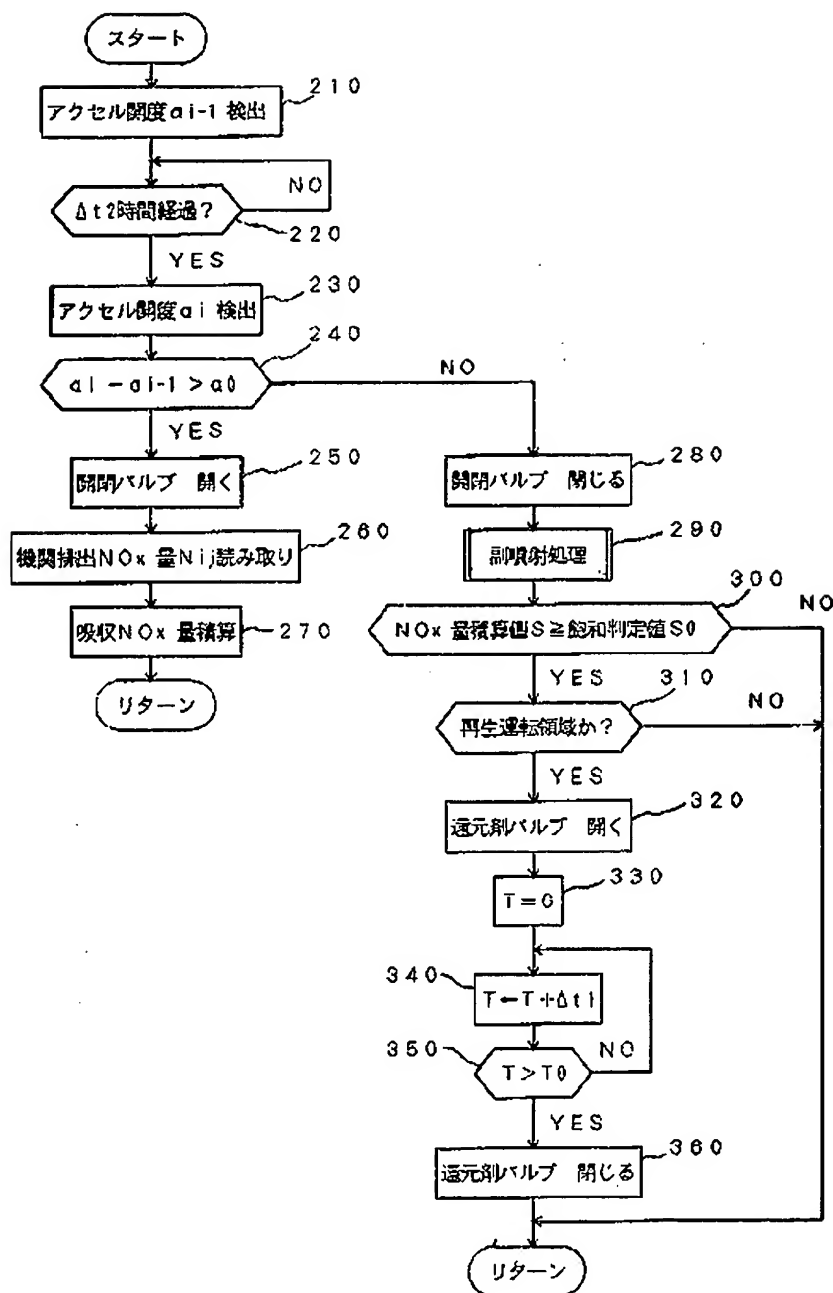 スタート
210
アクセル開度αi-1 検出
NO
Δt2時間経過?
220
YES
230
アクセル開度αi 検出
240
αi－αi-1＞α0
NO
YES
250
開閉バルブ 開く
260
機関排出NOx 量Nij読み取り
吸収NOx 量積算
270
リターン
280
開閉バルブ 閉じる
290
副噴射処理
300
NO
NOx 量積算値S≧飽和判定値S0
YES
310
NO
再生運転領域か?
YES
320
還元剤バルブ 開く
330
T＝0
340
T←T＋Δt1
350
NO
T＞T0
YES
360
還元剤バルブ 閉じる
リターン